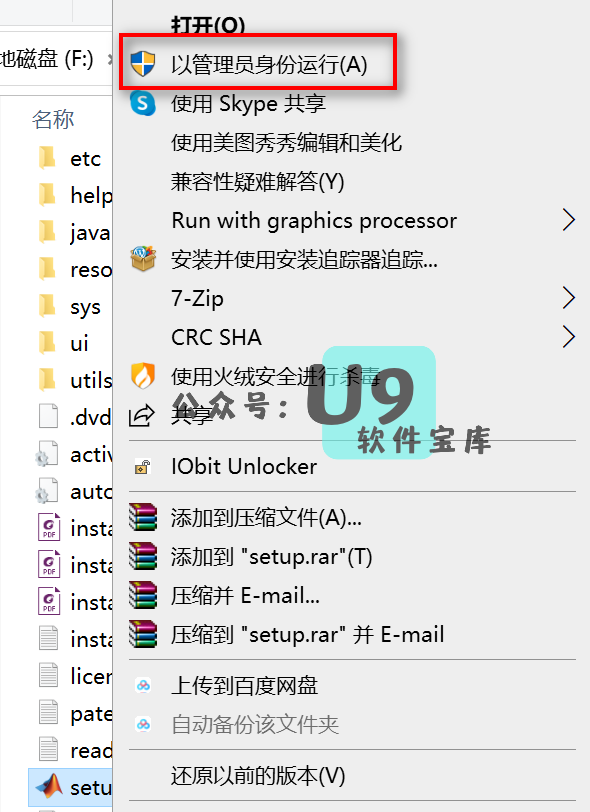 打开(O)
地磁盘 (F:)
以管理员身份运行(A)
使用 Skype 共享
名称
使用美图秀秀编辑和美化
etc
兼容性疑难解答(Y)
help
Run with graphics processor
java
安装并使用安装追踪器追踪...
reso
7-Zip
sys
CRC SHA
ui
使用火绒安全进行杀毒
utils
公众号：U9
软件宝库
共享
.dvd
activ
IObit Unlocker
auto
添加到压缩文件(A)...
insta
添加到 "setup.rar"(T)
insta
压缩并 E-mail...
insta
压缩到 "setup.rar" 并 E-mail
insta
licen
上传到百度网盘
pate
自动备份该文件夹
read
还原以前的版本(V)
setu